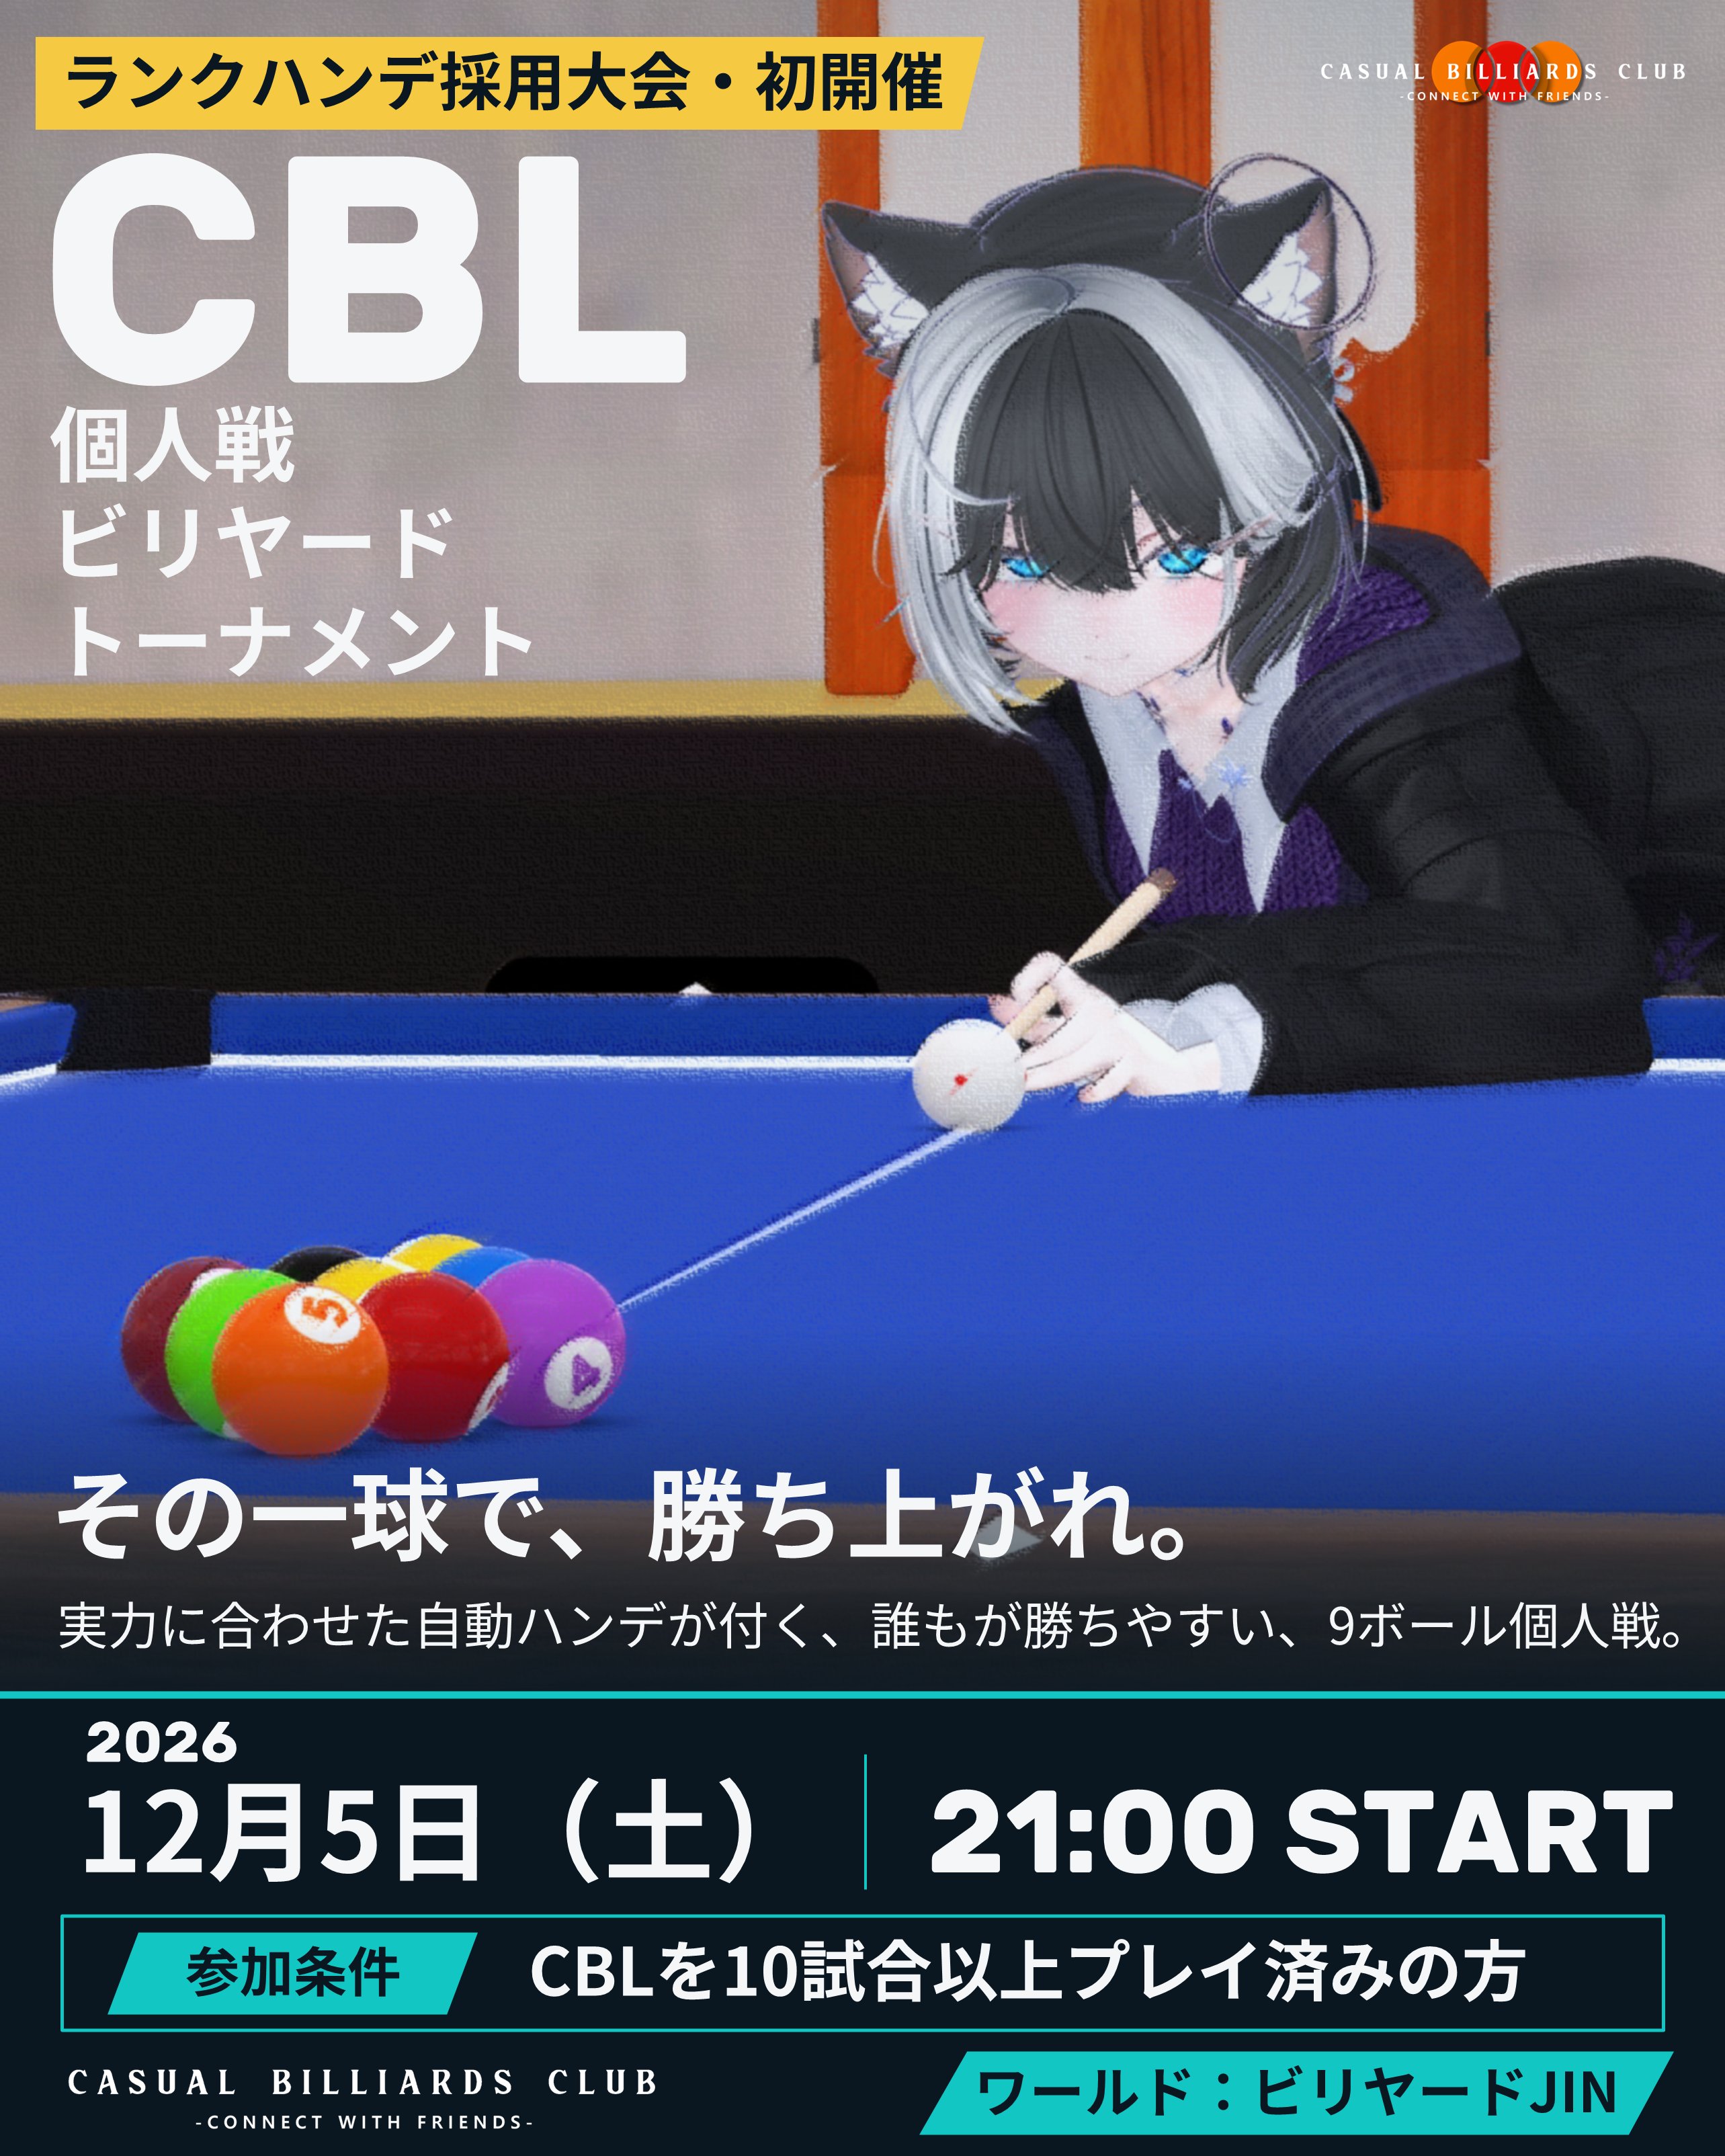 ランクハンデ採用大会・初開催
CASUAL BILLIARDS CLUB
-CONNECT WITH FRIENDS-
CBL
個人戦
ビリヤード
トーナメント
5
4
その一球で、勝ち上がれ。
実力に合わせた自動ハンデが付く、誰もが勝ちやすい、9ボール個人戦。
2026
12月5日（土）
21:00 START
参加条件
CBLを10試合以上プレイ済みの方
CASUAL BILLIARDS CLUB
-CONNECT WITH FRIENDS-
ワールド：ビリヤードJIN